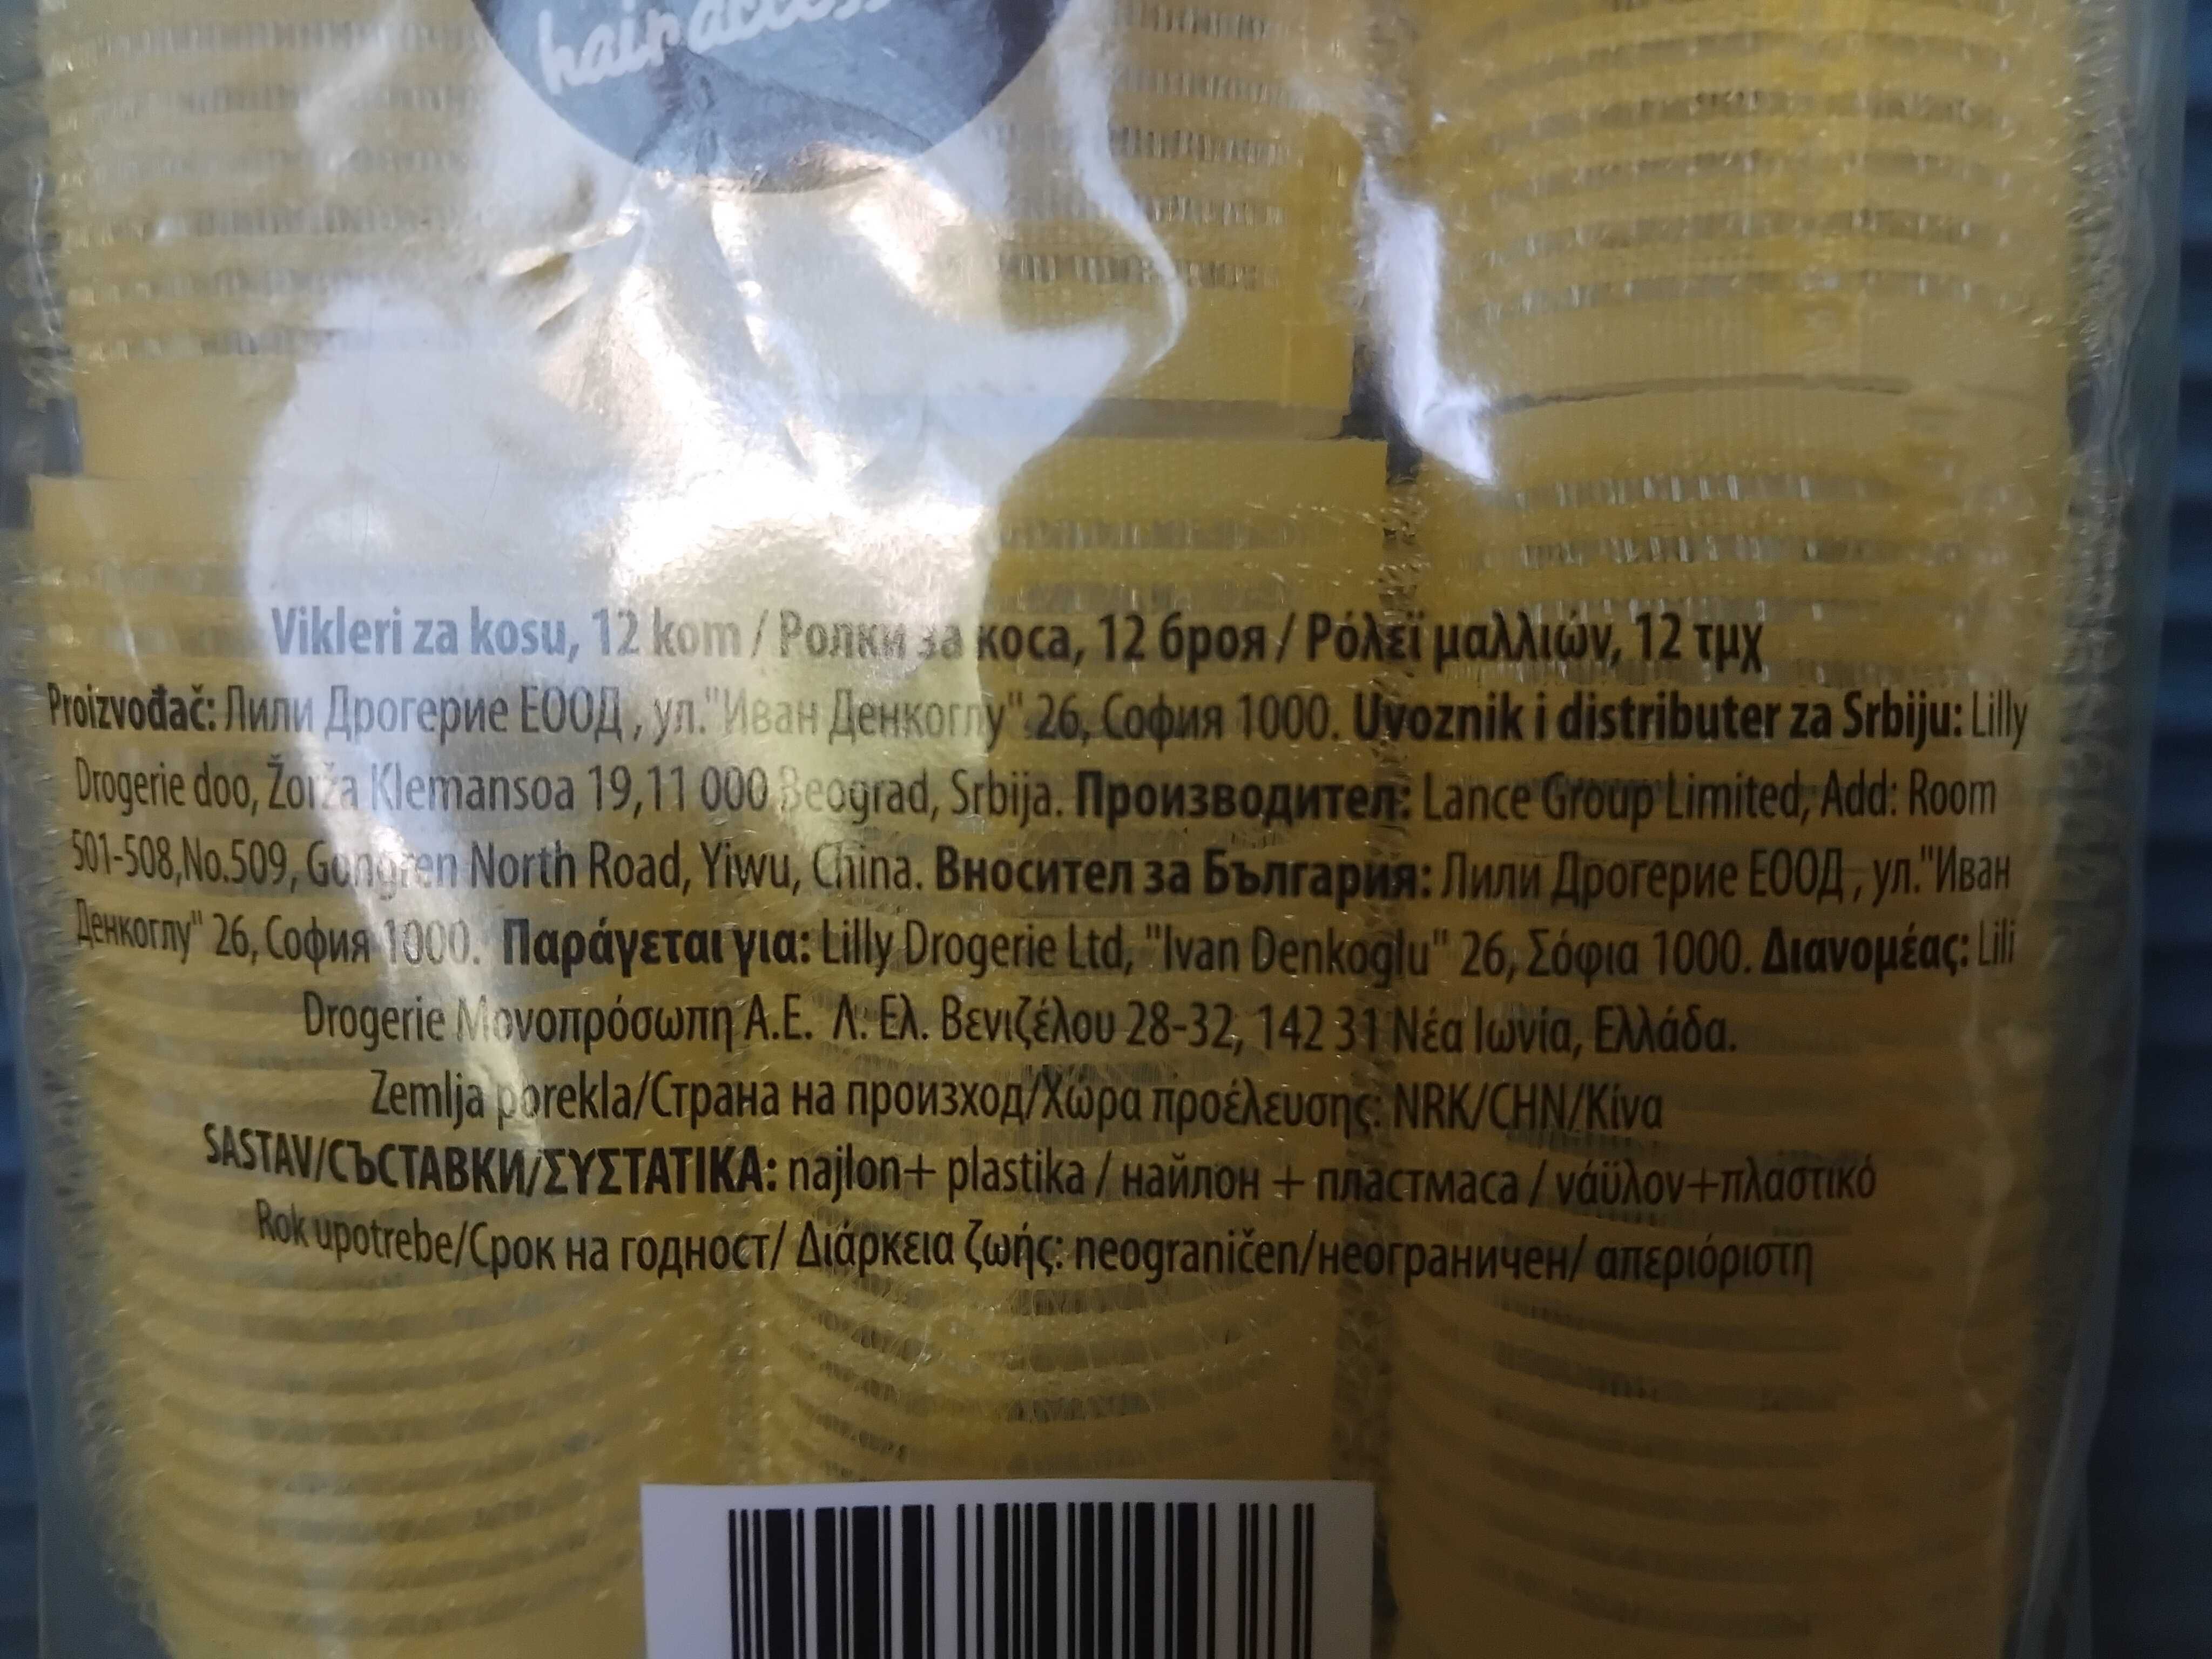 hair
Vikleri za kosu, 12 kom / Ролки за коса, 12 броя / Ρόλεϊ μαλλιών, 12 τμχ
Proizvođač: Лили Дрогерие ЕООД , ул."Иван Денкоглу" 26, София 1000. Uvoznik i distributer za Srbiju: Lilly
Drogerie doo, Žorža Klemansoa 19,11 000 Beograd, Srbija. Производител: Lance Group Limited, Add: Room
501-508,No.509, Gongren North Road, Yiwu, China. Вносител за България: Лили Дрогерие ЕООД , ул."Иван
Денкоглу" 26, София 1000. Παράγεται για: Lilly Drogerie Ltd, "Ivan Denkoglu" 26, Σόφια 1000. Διανομέας: Lili
Drogerie Μονοπρόσωπη Α.Ε. Λ. Ελ. Βενιζέλου 28-32, 142 31 Νέα Ιωνία, Ελλάδα.
Zemlja porekla/Страна на произход/Χώρα προέλευσης: NRK/CHN/Κίνα
SASTAV/СЪСТАВКИ/ΣΥΣΤΑΤΙΚΑ: najlon+ plastika / найлон + пластмаса / νάϋλον+πλαστικό
Rok upotrebe/Срок на годност/ Διάρκεια ζωής: neograničen/неограничен/ απεριόριστη